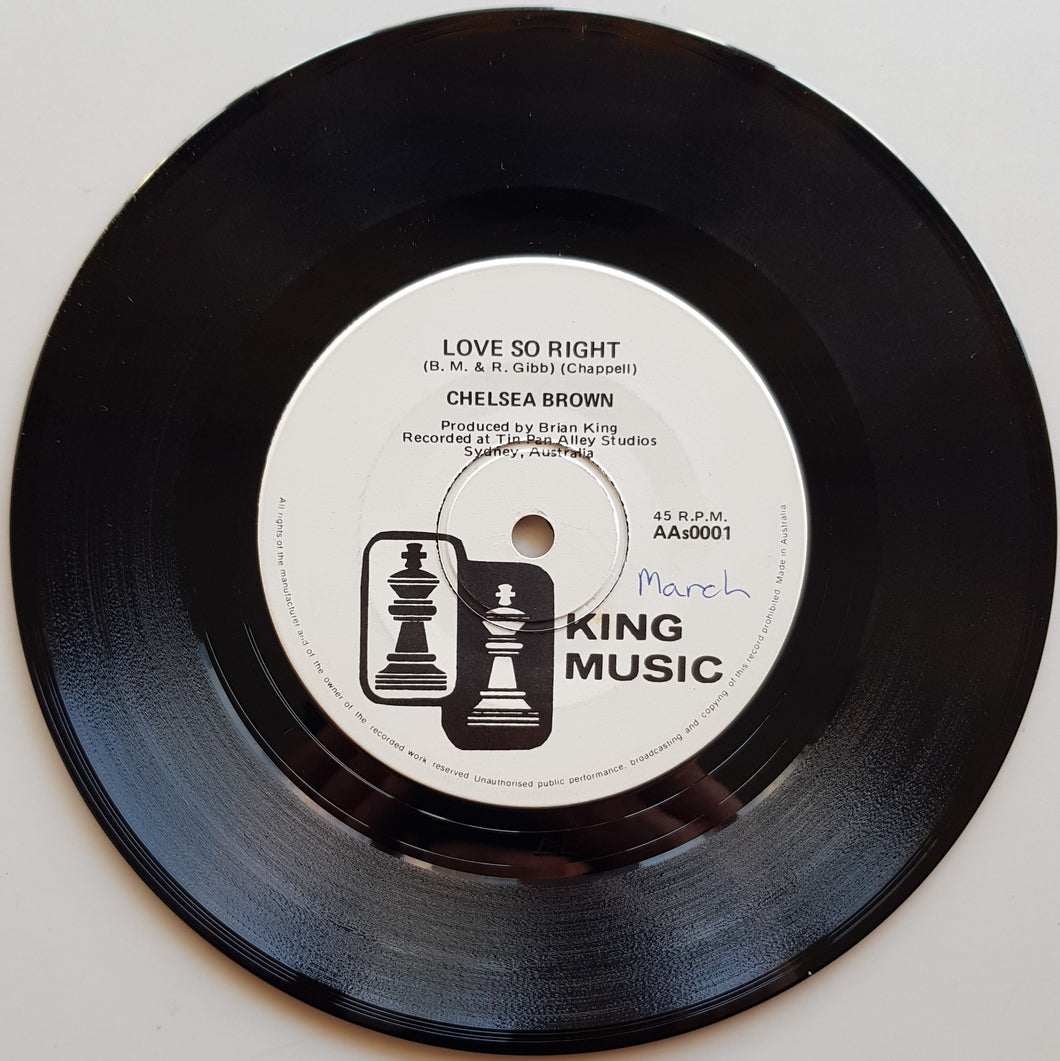 LOVE SO RIGHT
(B. M. & R. Gibb) (Chappell)
CHELSEA BROWN
Produced by Brian King
Recorded at Tin Pan Alley Studios
Sydney, Australia
45 R.P.M.
AAs0001
March
KING
MUSIC
All rights of the manufacturer and of the owner of the recorded work reserved Unauthorised public performance, broadcasting and copying of this record prohibited. Made in Australia